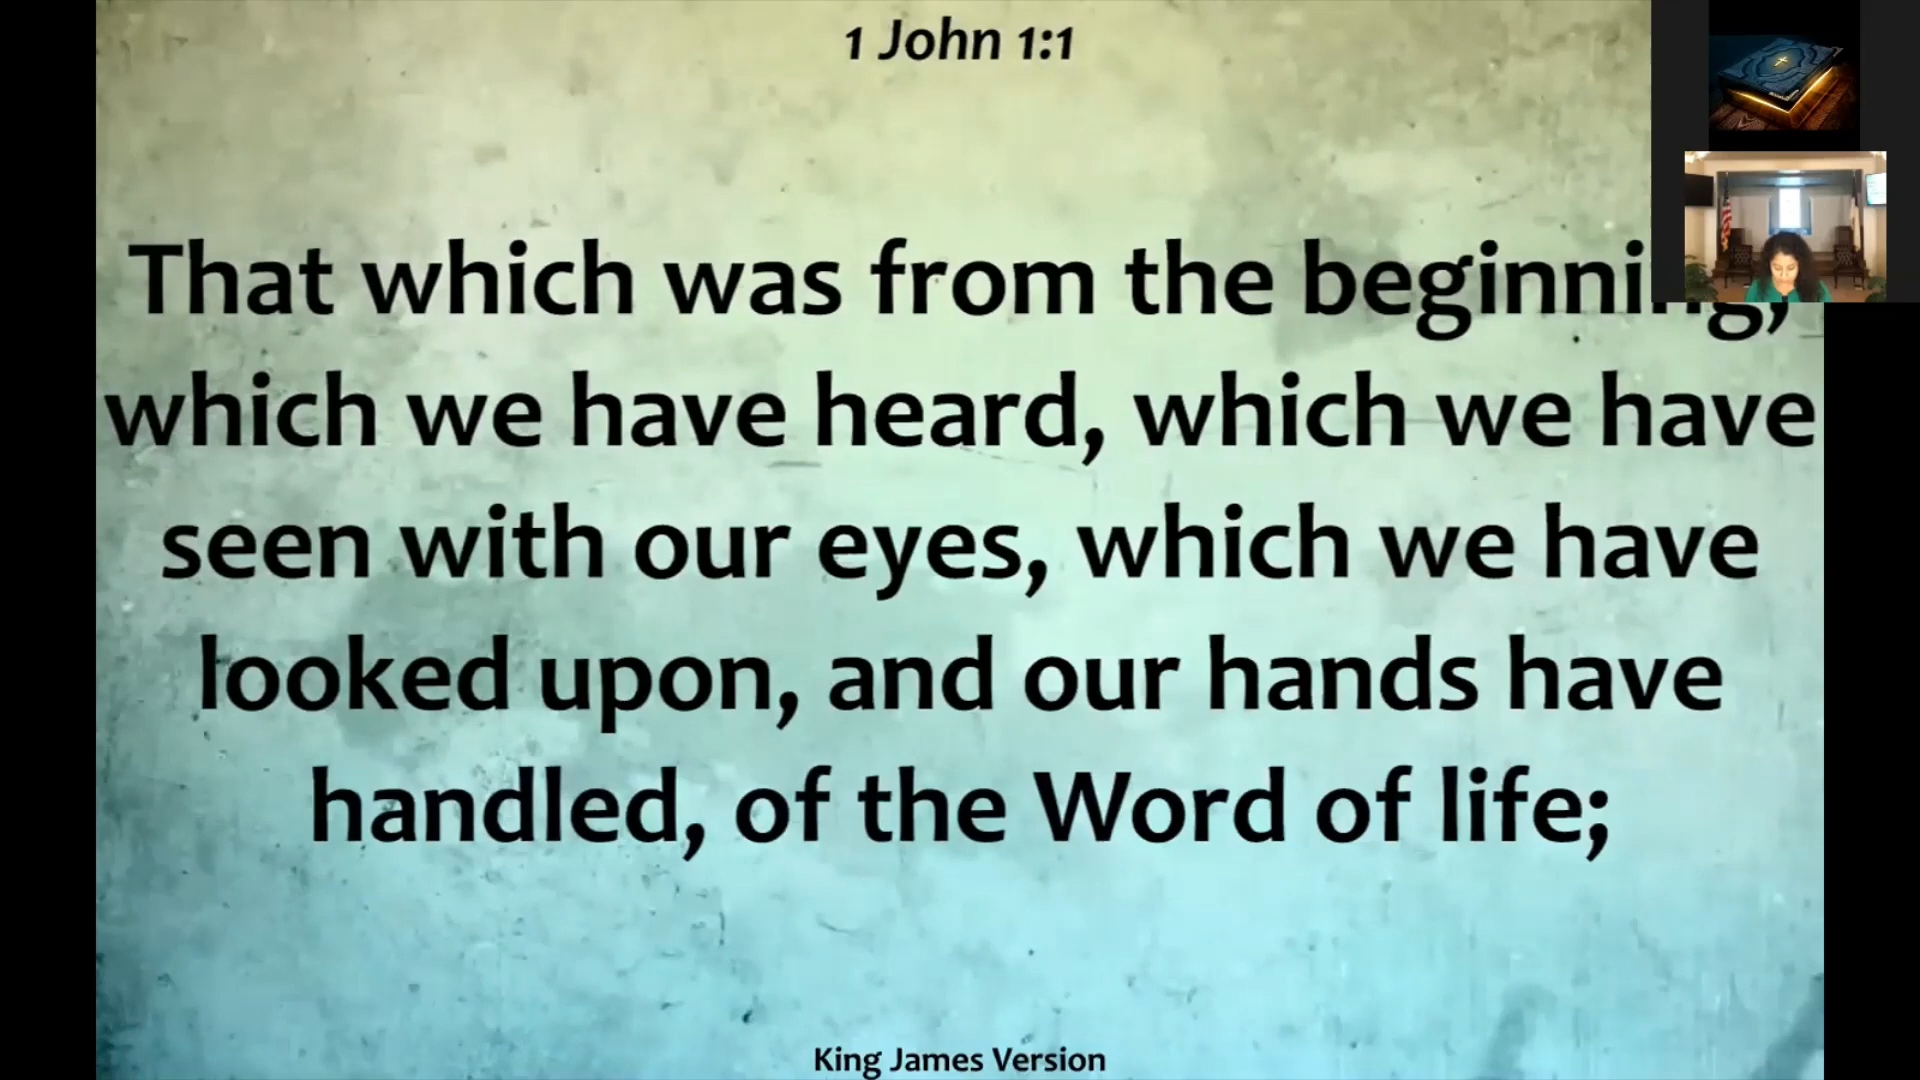 1 John 1:1
That which was from the beginning,
which we have heard, which we have
seen with our eyes, which we have
looked upon, and our hands have
handled, of the Word of life;
King James Version